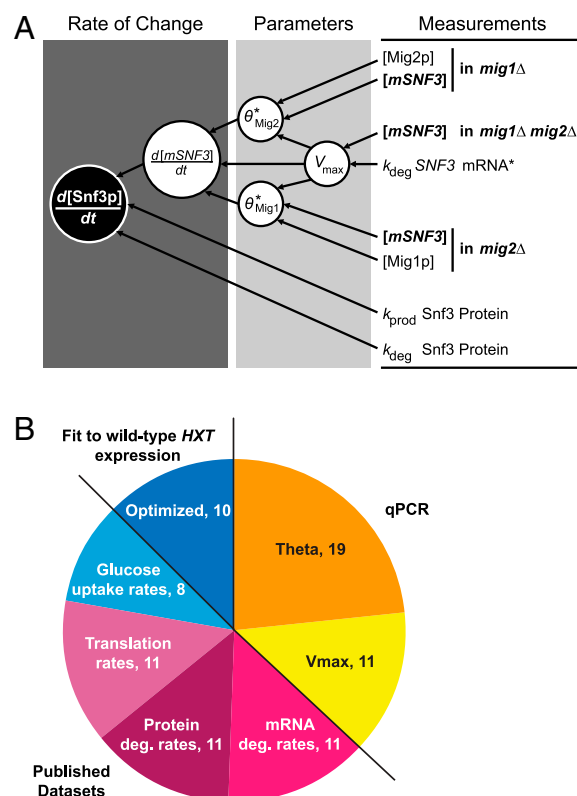 A
Rate of Change
Parameters
Measurements
[Mig2p]
[mSNF3]
in mig1Δ
θ*Mig2
[mSNF3] in mig1Δ mig2Δ
d[mSNF3]
dt
Vmax
kdeg SNF3 mRNA*
d[Snf3p]
dt
θ*Mig1
[mSNF3]
[Mig1p]
in mig2Δ
kprod Snf3 Protein
kdeg Snf3 Protein
B
Fit to wild-type HXT
expression
qPCR
Optimized, 10
Theta, 19
Glucose
uptake rates, 8
Translation
rates, 11
Vmax, 11
Protein
deg. rates, 11
mRNA
deg. rates, 11
Published
Datasets